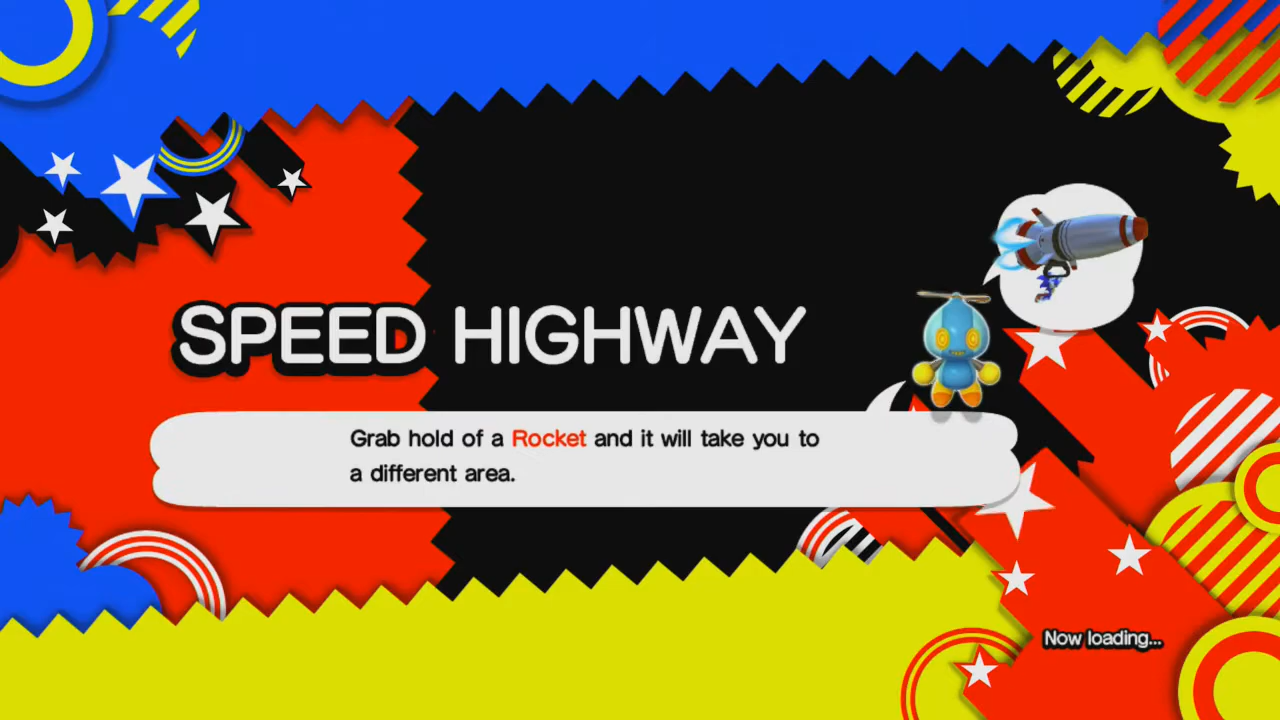 SPEED HIGHWAY
Grab hold of a Rocket and it will take you to
a different area.
Now loading...